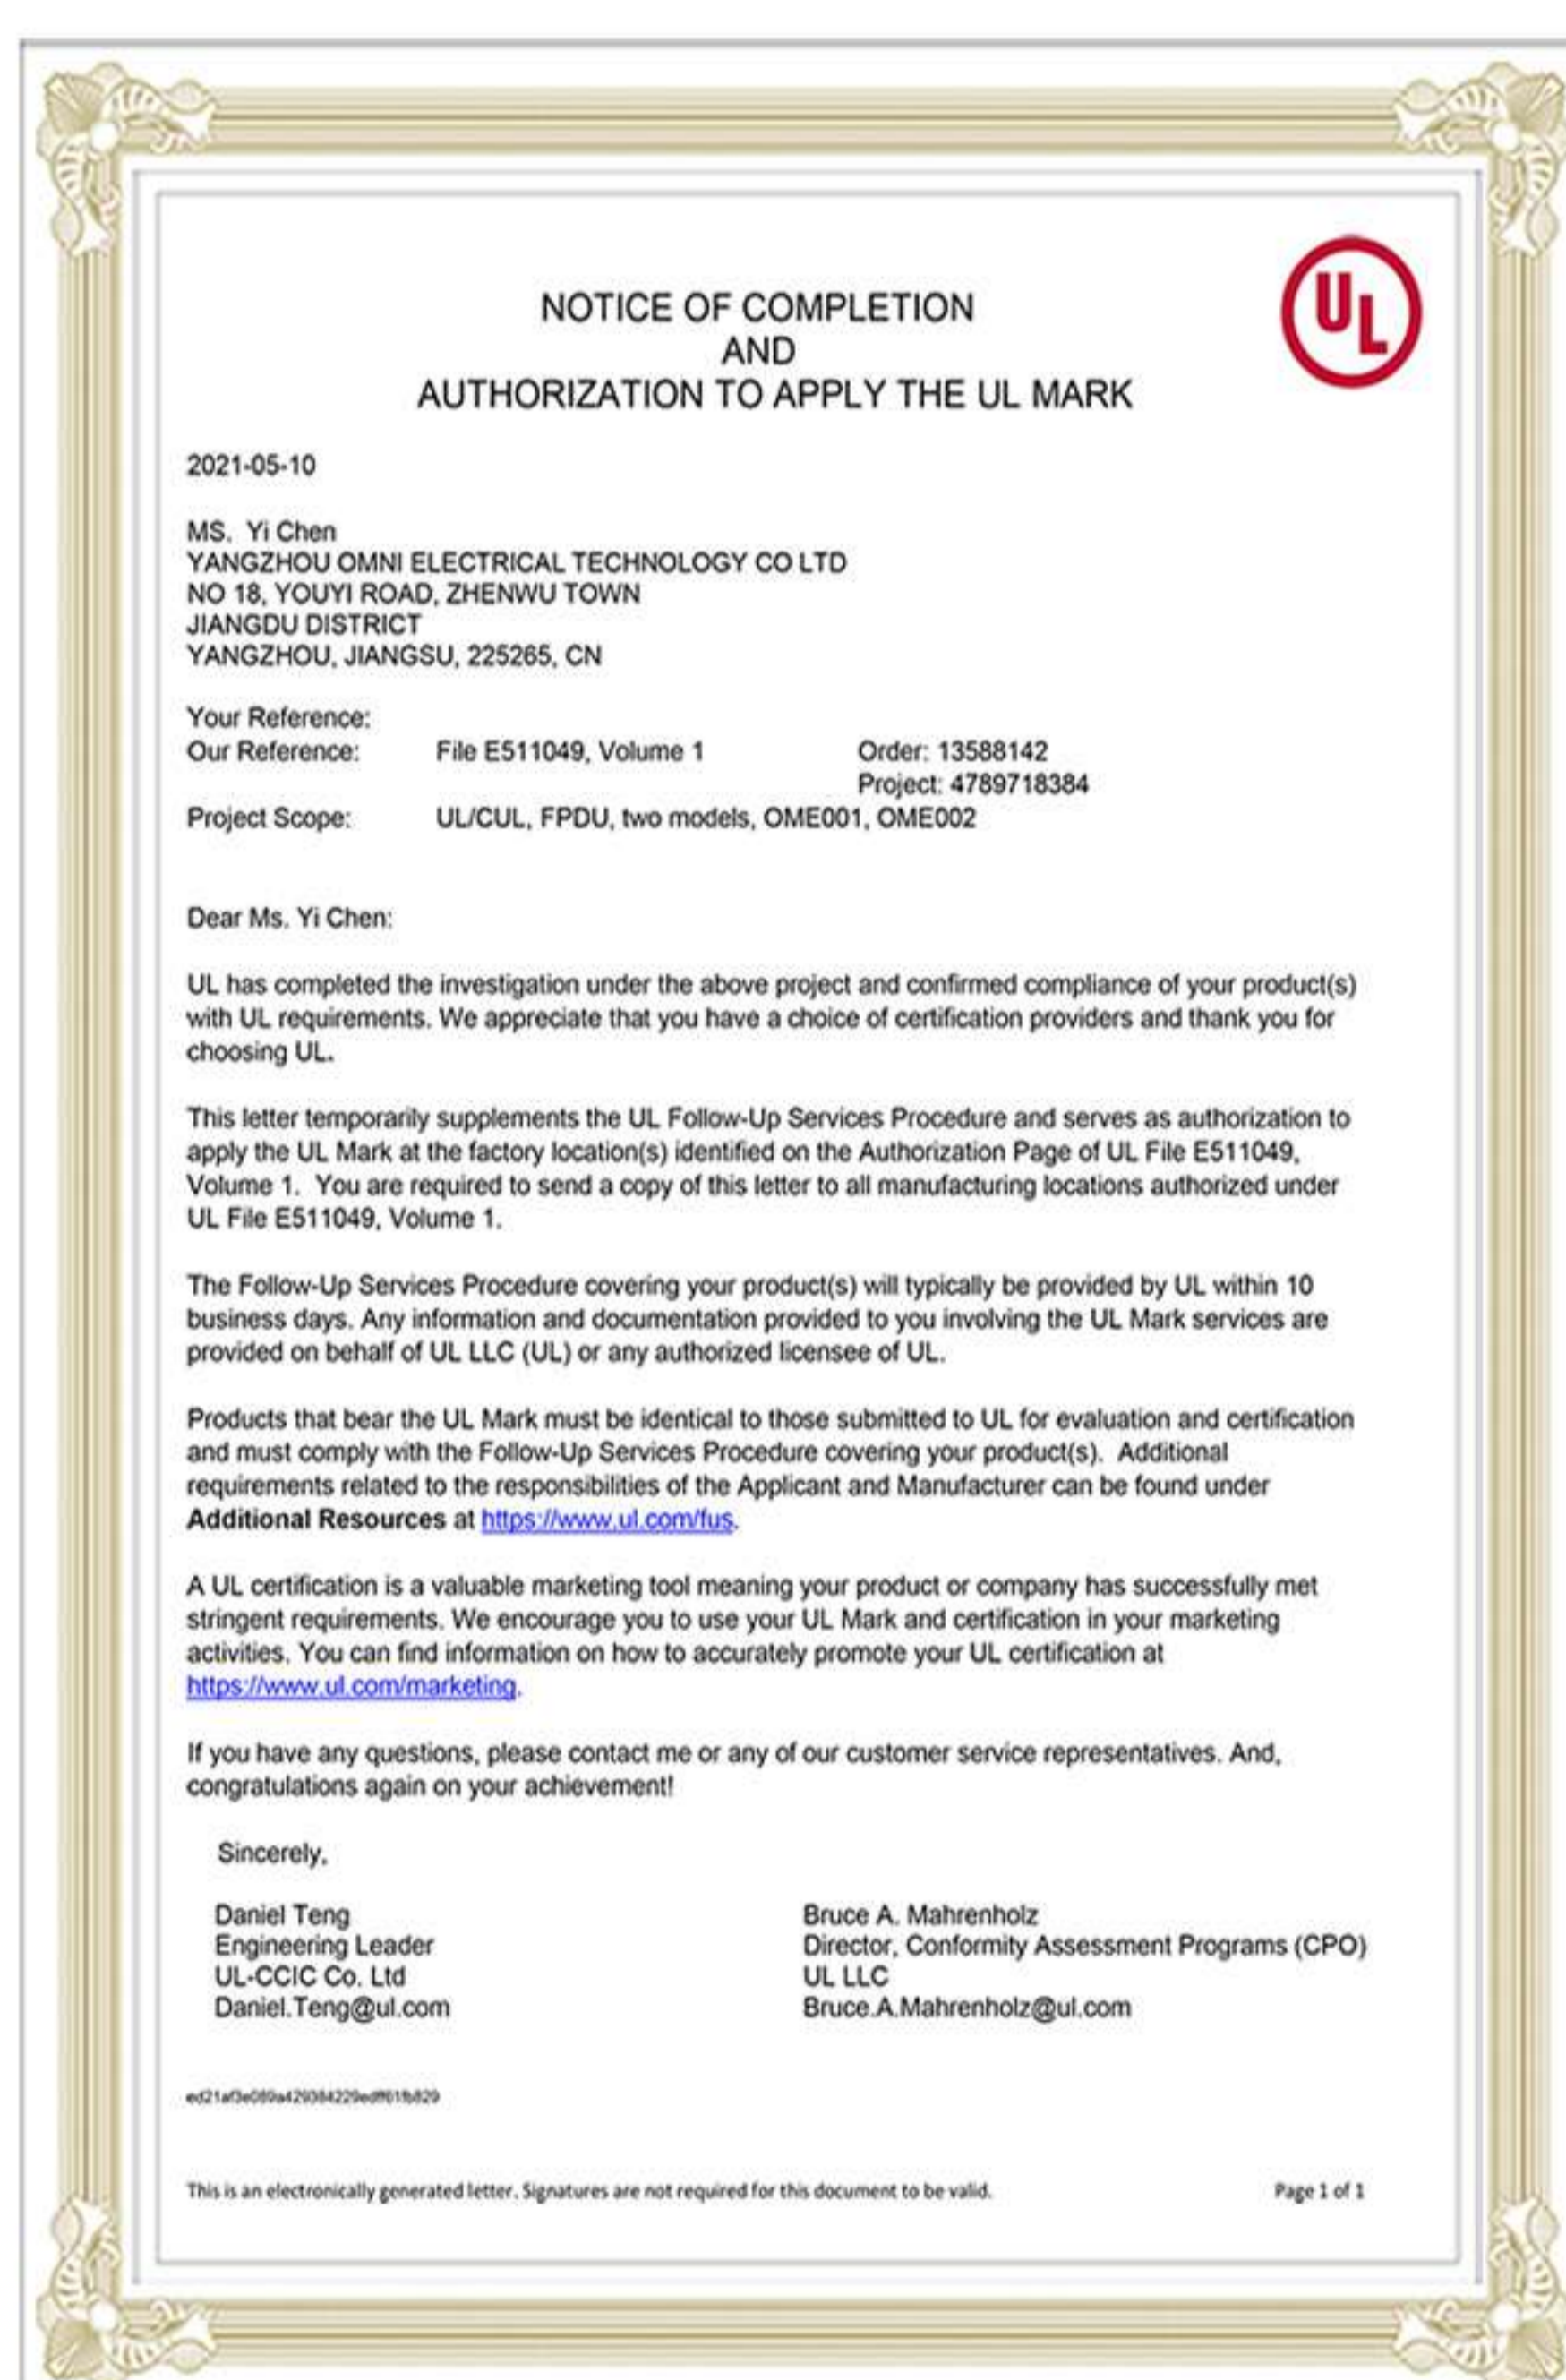 UL
NOTICE OF COMPLETION
AND
AUTHORIZATION TO APPLY THE UL MARK
2021-05-10
MS. Yi Chen
YANGZHOU OMNI ELECTRICAL TECHNOLOGY CO LTD
NO 18, YOUYI ROAD, ZHENWU TOWN
JIANGDU DISTRICT
YANGZHOU, JIANGSU, 225265, CN
Your Reference:
Our Reference: File E511049, Volume 1 Order: 13588142
Project: 4789718384
Project Scope: UL/CUL, FPDU, two models, OME001, OME002
Dear Ms. Yi Chen:
UL has completed the investigation under the above project and confirmed compliance of your product(s)
with UL requirements. We appreciate that you have a choice of certification providers and thank you for
choosing UL.
This letter temporarily supplements the UL Follow-Up Services Procedure and serves as authorization to
apply the UL Mark at the factory location(s) identified on the Authorization Page of UL File E511049,
Volume 1. You are required to send a copy of this letter to all manufacturing locations authorized under
UL File E511049, Volume 1.
The Follow-Up Services Procedure covering your product(s) will typically be provided by UL within 10
business days. Any information and documentation provided to you involving the UL Mark services are
provided on behalf of UL LLC (UL) or any authorized licensee of UL.
Products that bear the UL Mark must be identical to those submitted to UL for evaluation and certification
and must comply with the Follow-Up Services Procedure covering your product(s). Additional
requirements related to the responsibilities of the Applicant and Manufacturer can be found under
Additional Resources at https://www.ul.com/fus.
A UL certification is a valuable marketing tool meaning your product or company has successfully met
stringent requirements. We encourage you to use your UL Mark and certification in your marketing
activities. You can find information on how to accurately promote your UL certification at
https://www.ul.com/marketing.
If you have any questions, please contact me or any of our customer service representatives. And,
congratulations again on your achievement!
Sincerely,
Daniel Teng Bruce A. Mahrenholz
Engineering Leader Director, Conformity Assessment Programs (CPO)
UL-CCIC Co. Ltd UL LLC
Daniel.Teng@ul.com Bruce.A.Mahrenholz@ul.com
This is an electronically generated letter. Signatures are not required for this document to be valid. Page 1 of 1